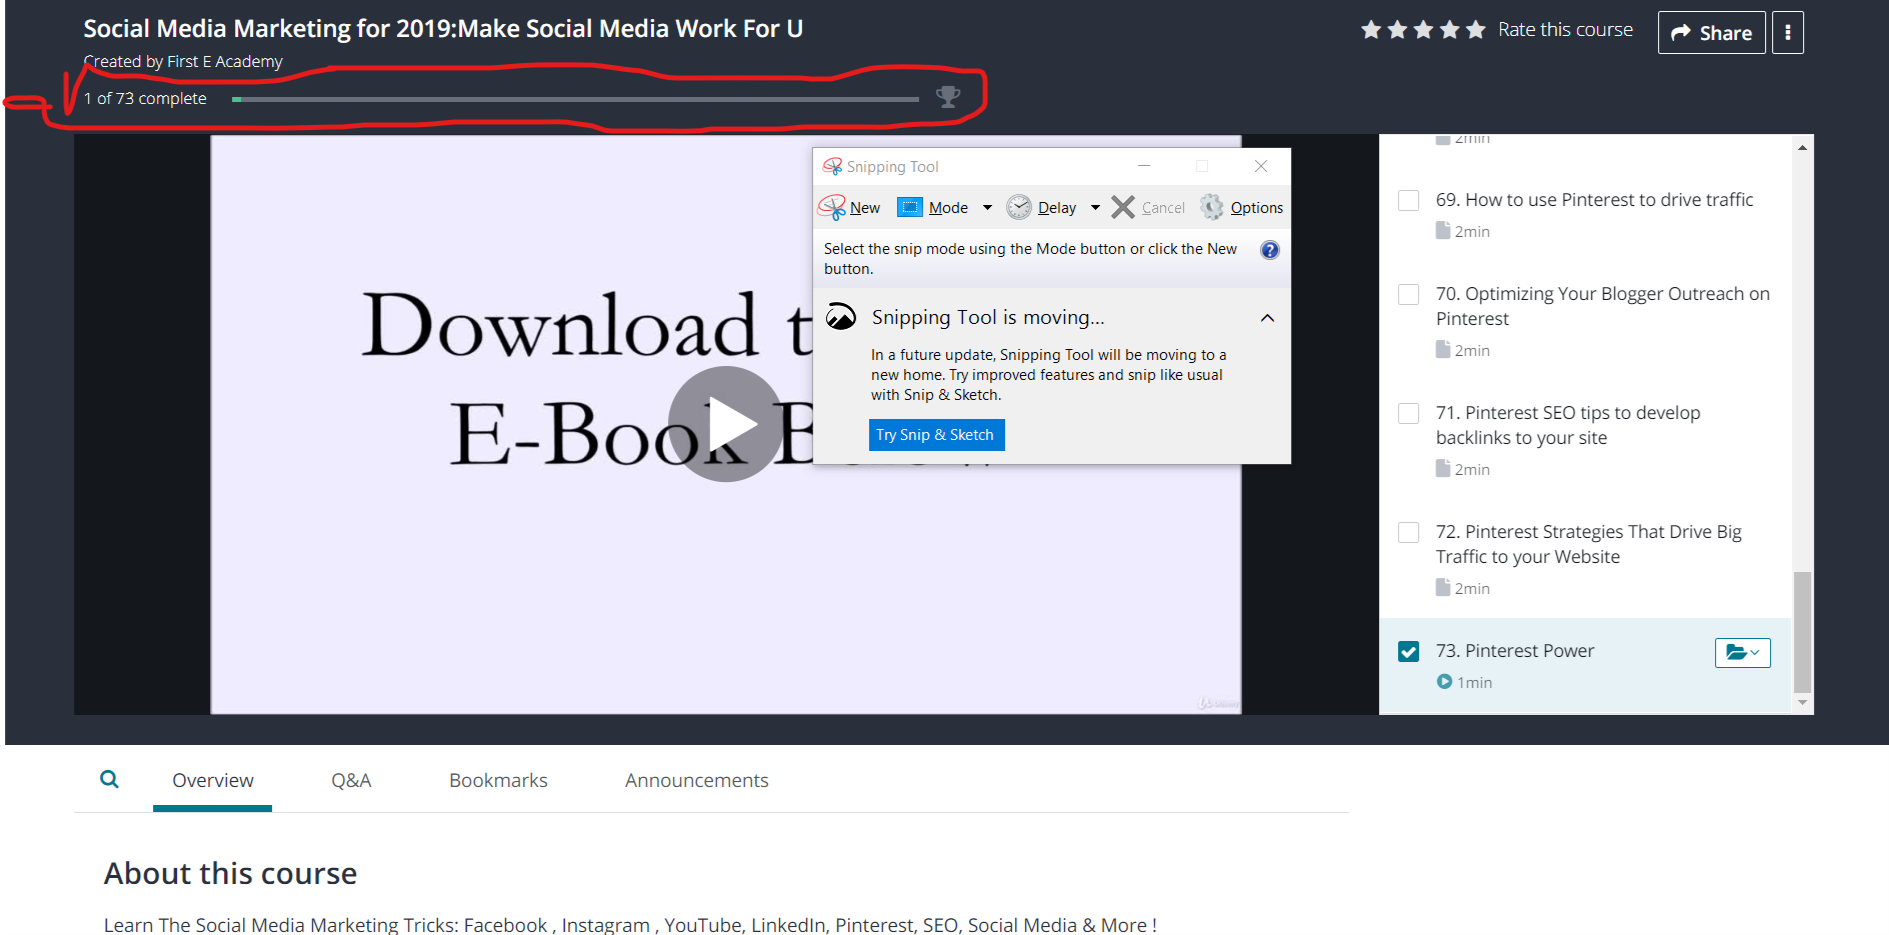 Social Media Marketing for 2019:Make Social Media Work For U
Rate this course
Share
Created by First E Academy
1 of 73 complete
Download t
E-Book
Snipping Tool
New Mode Delay Cancel Options
Select the snip mode using the Mode button or click the New
button.
Snipping Tool is moving...
In a future update, Snipping Tool will be moving to a
new home. Try improved features and snip like usual
with Snip & Sketch.
Try Snip & Sketch
2min
69. How to use Pinterest to drive traffic
2min
70. Optimizing Your Blogger Outreach on
Pinterest
2min
71. Pinterest SEO tips to develop
backlinks to your site
2min
72. Pinterest Strategies That Drive Big
Traffic to your Website
2min
73. Pinterest Power
1min
Overview Q&A Bookmarks Announcements
About this course
Learn The Social Media Marketing Tricks: Facebook , Instagram , YouTube, LinkedIn, Pinterest, SEO, Social Media & More !